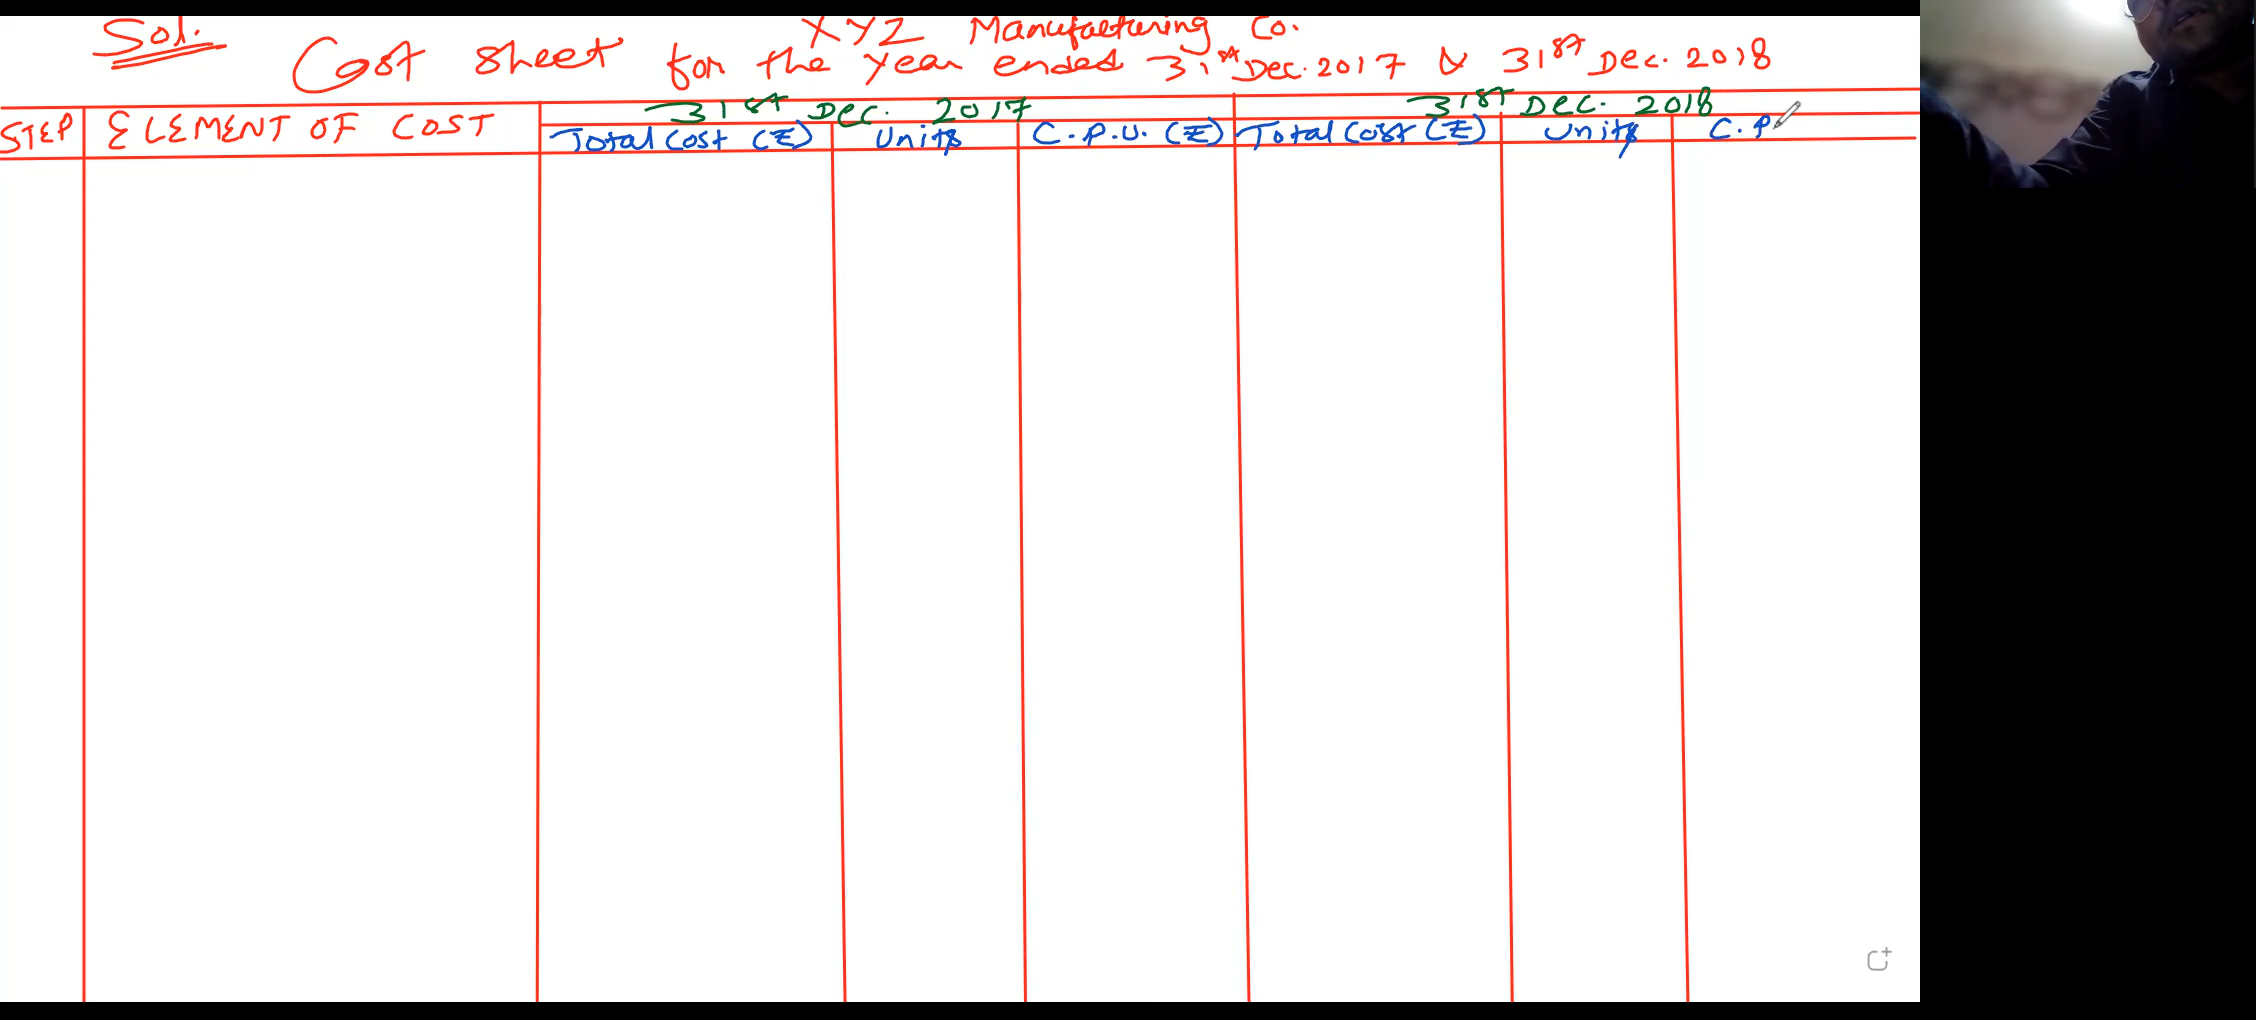 Sol.
XYZ Manufacturing Co.
Cost sheet for the Year ended 31st Dec. 2017 & 31st Dec. 2018
STEP ELEMENT OF COST 31st Dec. 2017 31st Dec. 2018
Total Cost (₹) Units C.P.U. (₹) Total Cost (₹) Units C.P